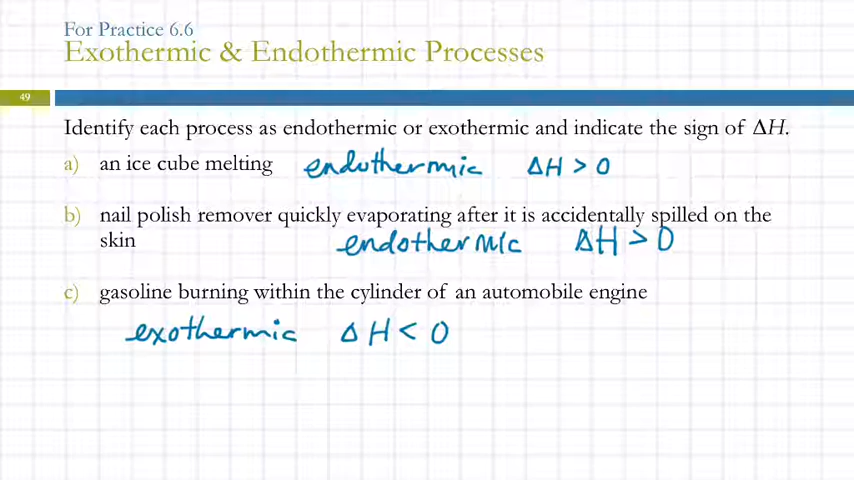 For Practice 6.6
Exothermic & Endothermic Processes
49
Identify each process as endothermic or exothermic and indicate the sign of ΔH.
a) an ice cube melting endothermic ΔH > 0
b) nail polish remover quickly evaporating after it is accidentally spilled on the
skin endothermic ΔH > 0
c) gasoline burning within the cylinder of an automobile engine
exothermic ΔH < 0